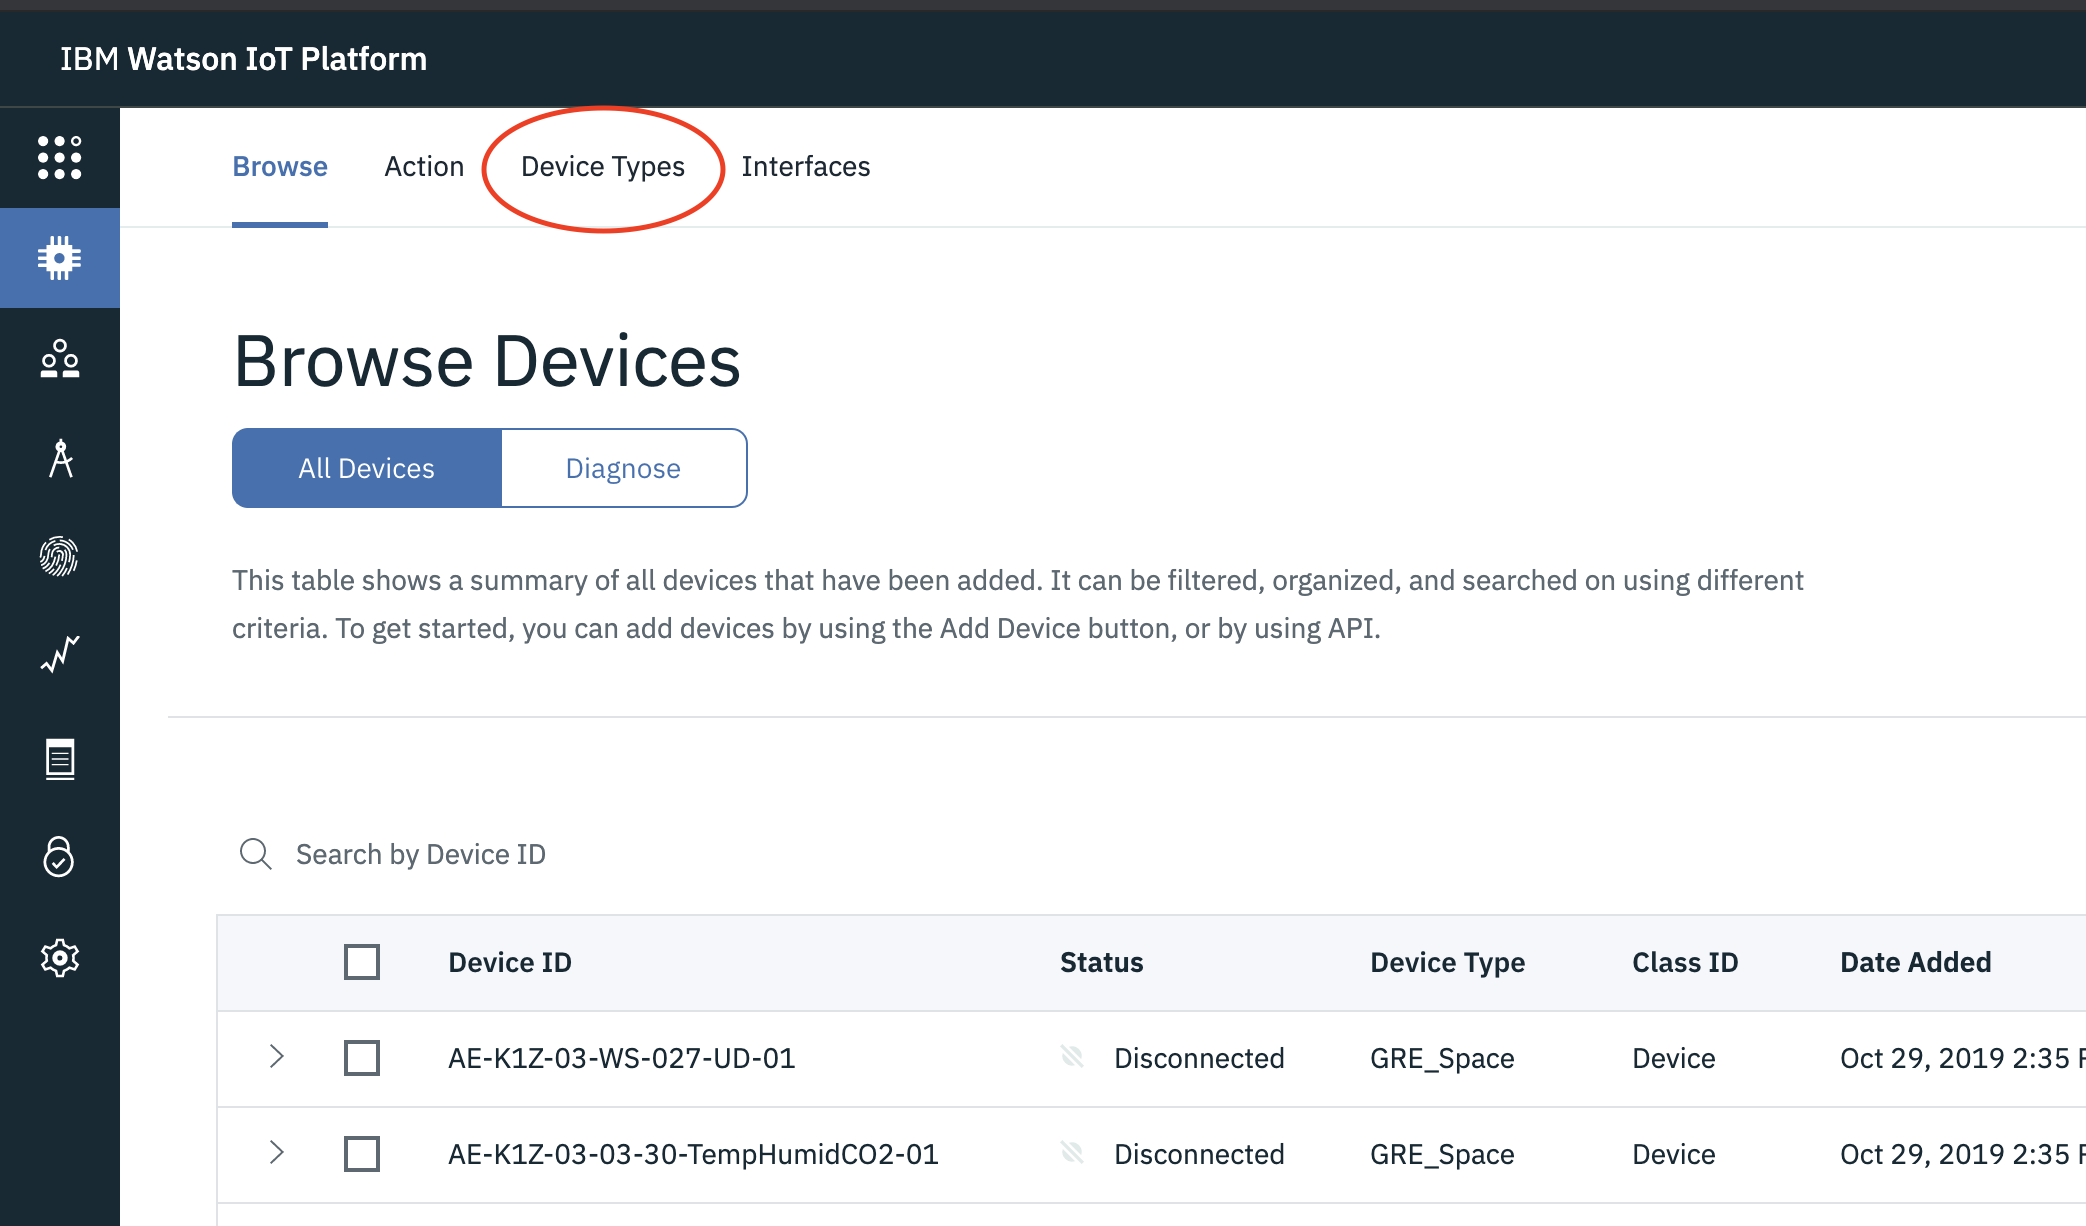 IBM Watson IoT Platform
Browse Action Device Types Interfaces
Browse Devices
All Devices Diagnose
This table shows a summary of all devices that have been added. It can be filtered, organized, and searched on using different
criteria. To get started, you can add devices by using the Add Device button, or by using API.
Search by Device ID
Device ID Status Device Type Class ID Date Added
AE-K1Z-03-WS-027-UD-01 Disconnected GRE_Space Device Oct 29, 2019 2:35
AE-K1Z-03-03-30-TempHumidCO2-01 Disconnected GRE_Space Device Oct 29, 2019 2:35